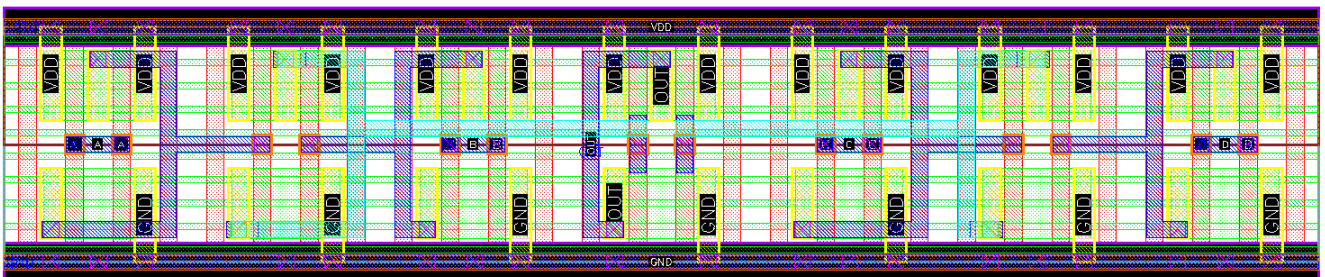 VDD
VDD VDD VDD VDD VDD VDD VDD OUT VDD VDD VDD VDD VDD VDD VDD
A A A B B OUT C C C D D
GND GND GND OUT GND GND GND GND
GND